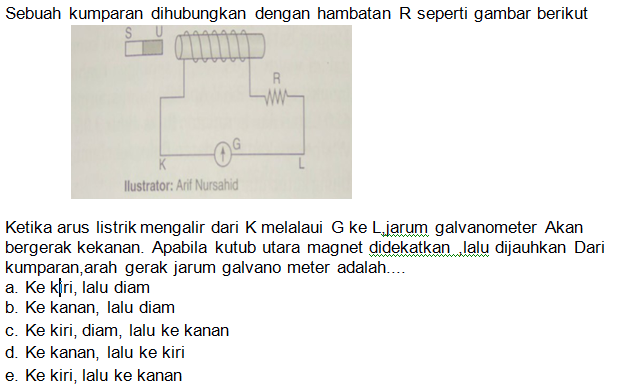 Sebuah kumparan dihubungkan dengan hambatan R seperti gambar berikut
S U
R
G
K L
Ilustrator: Arif Nursahid
Ketika arus listrik mengalir dari K melalaui G ke L,jarum galvanometer Akan
bergerak kekanan. Apabila kutub utara magnet didekatkan ,lalu dijauhkan Dari
kumparan,arah gerak jarum galvano meter adalah....
a. Ke kiri, lalu diam
b. Ke kanan, lalu diam
c. Ke kiri, diam, lalu ke kanan
d. Ke kanan, lalu ke kiri
e. Ke kiri, lalu ke kanan